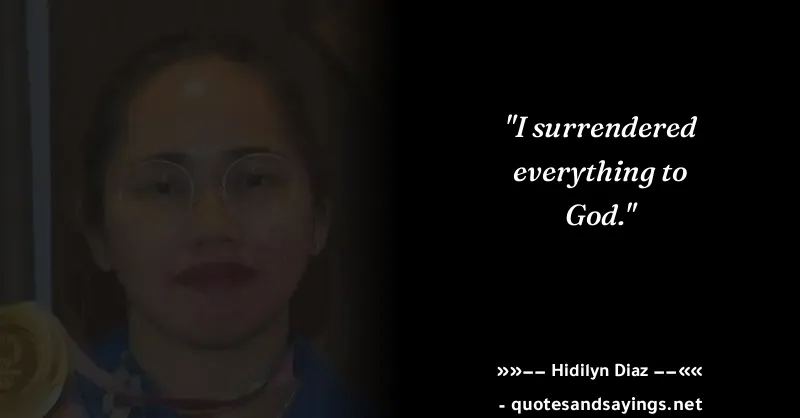 "I surrendered
everything to
God."
»»−− Hidilyn Diaz −−««
- quotesandsayings.net